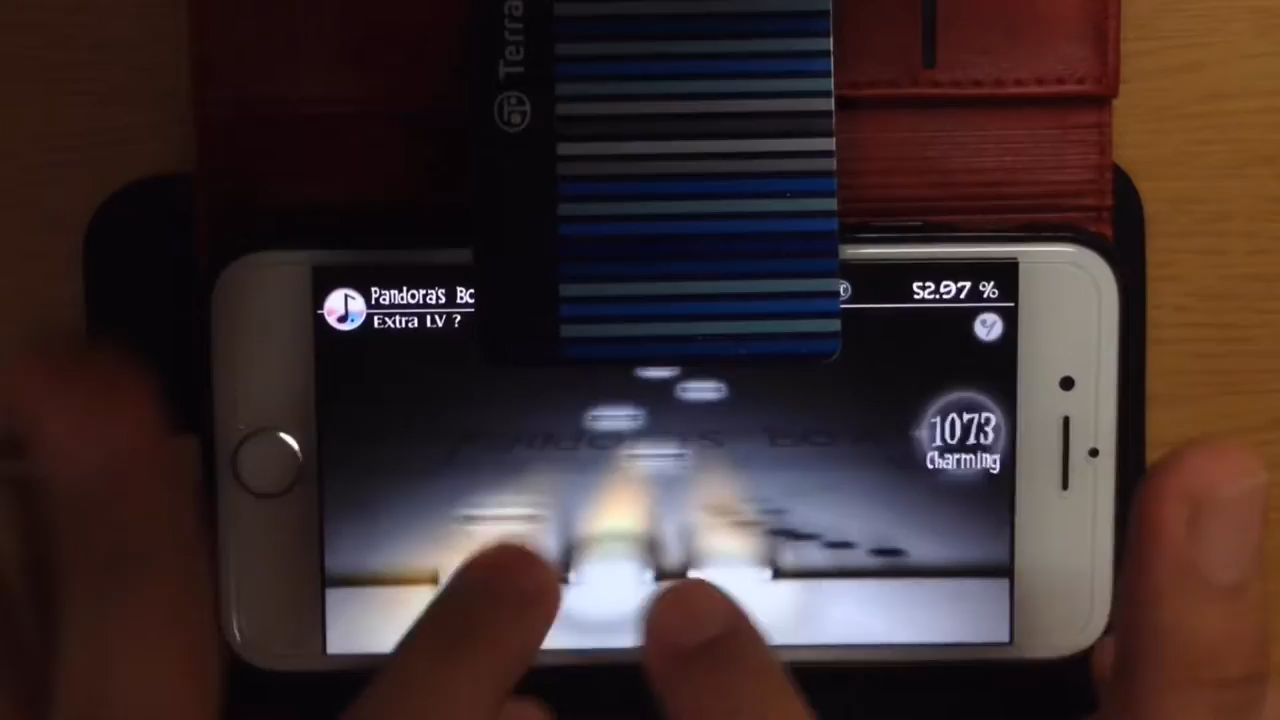 Terra
Pandora's Bo
52.97 %
Extra LV ?
1073
Charming